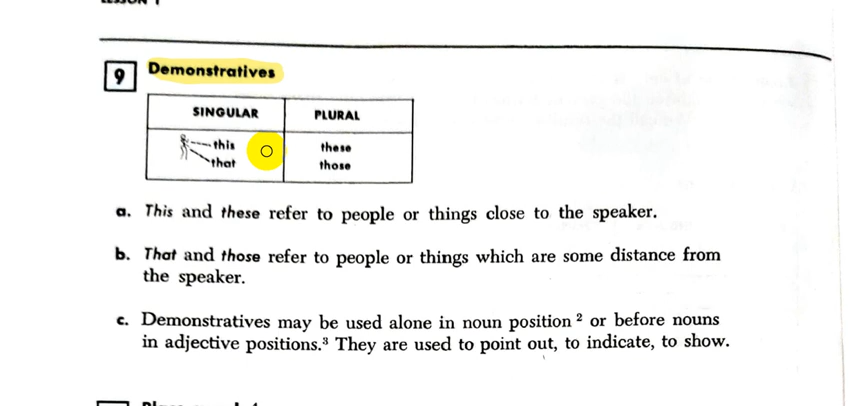 LESSON 1
9 Demonstratives
SINGULAR PLURAL
this these
that those
a. This and these refer to people or things close to the speaker.
b. That and those refer to people or things which are some distance from
the speaker.
c. Demonstratives may be used alone in noun position ² or before nouns
in adjective positions.³ They are used to point out, to indicate, to show.